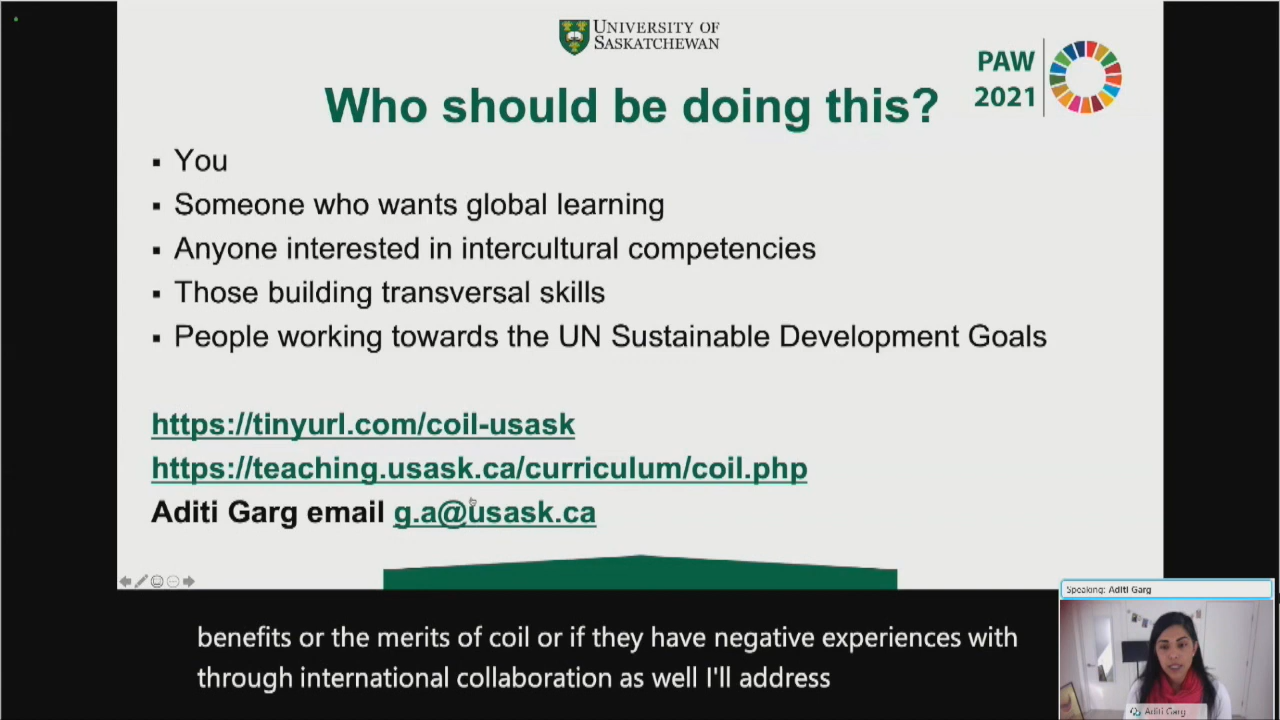 UNIVERSITY OF
SASKATCHEWAN
PAW
2021
Who should be doing this?
▪ You
▪ Someone who wants global learning
▪ Anyone interested in intercultural competencies
▪ Those building transversal skills
▪ People working towards the UN Sustainable Development Goals
https://tinyurl.com/coil-usask
https://teaching.usask.ca/curriculum/coil.php
Aditi Garg email g.a@usask.ca
Speaking: Aditi Garg
benefits or the merits of coil or if they have negative experiences with
through international collaboration as well I'll address
Aditi Garg